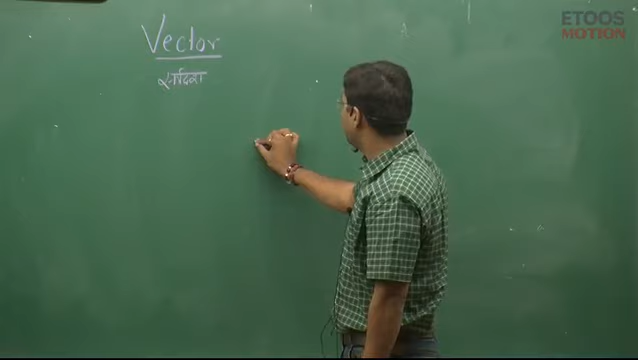 ETOOS
MOTION
Vector
सदिश